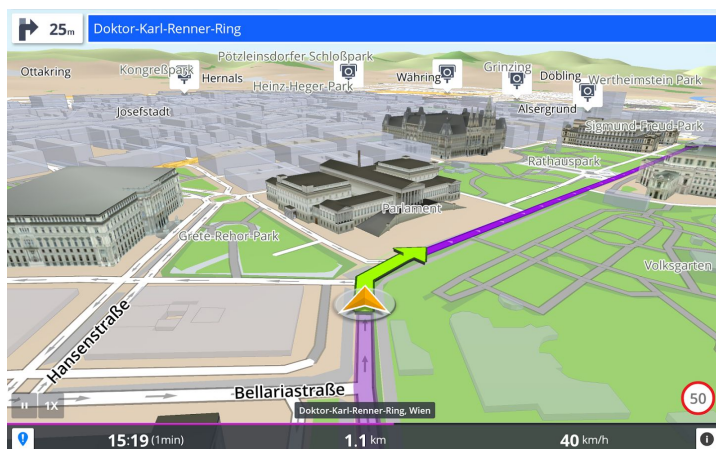 25m Doktor-Karl-Renner-Ring
Pötzleinsdorfer Schloßpark
Ottakring Kongreßpark Hernals Währing Grinzing Döbling Wertheimstein Park
Heinz-Heger-Park
Josefstadt Alsergrund
Sigmund-Freud-Park
Rathauspark
Parlament
Grete-Rehor-Park
Volksgarten
Hansenstraße
Bellariastraße
50
1X
Doktor-Karl-Renner-Ring, Wien
15:19 (1min) 1.1 km 40 km/h